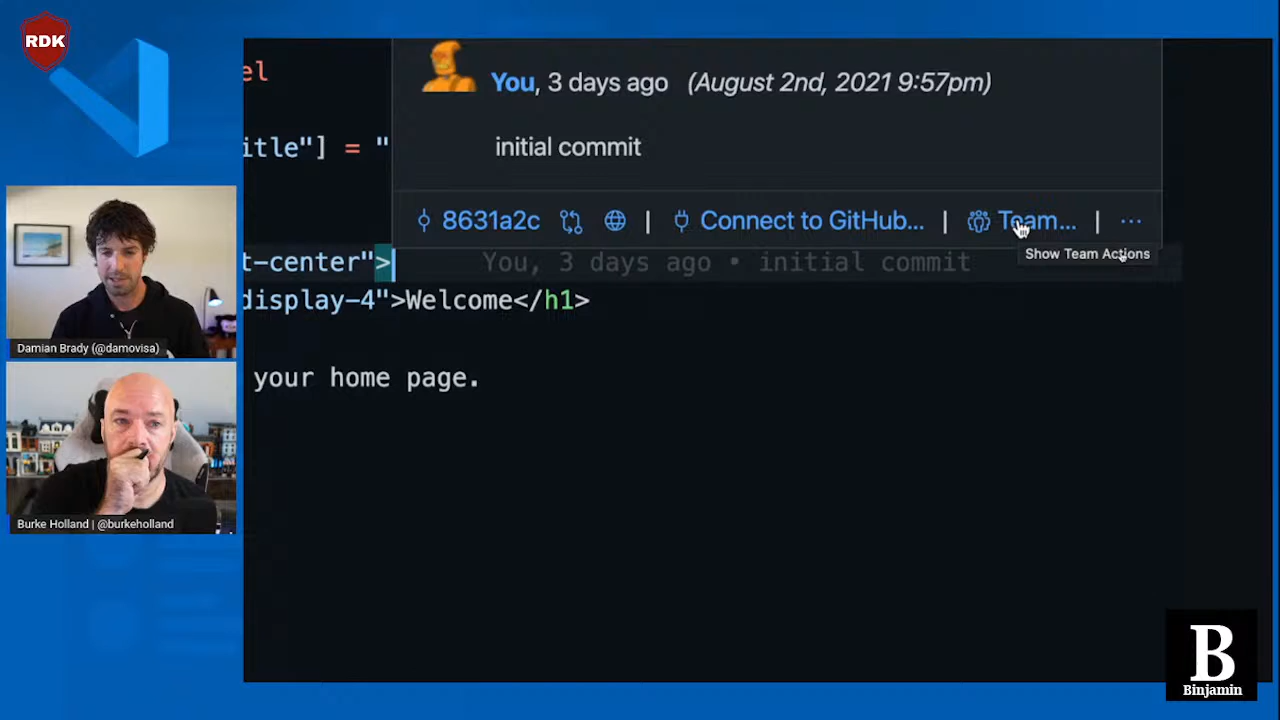 RDK
el
You, 3 days ago (August 2nd, 2021 9:57pm)
itle"] = "
initial commit
8631a2c | Connect to GitHub... | Team... | ...
t-center"> You, 3 days ago • initial commit
Show Team Actions
display-4">Welcome</h1>
Damian Brady (@damovisa)
your home page.
Burke Holland | @burkeholland
B
Binjamin